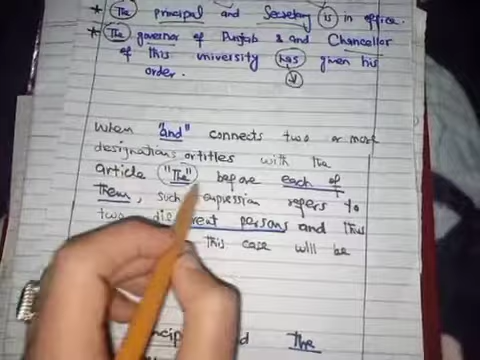 * The principal and Secretary is in office.
* The governor of Punjab & and Chancellor
of this university has given his
order.
V
When "and" connects two or more
designations or titles with the
article "The" before each of
them, such expression refers to
two persons and thus
this case will be
The